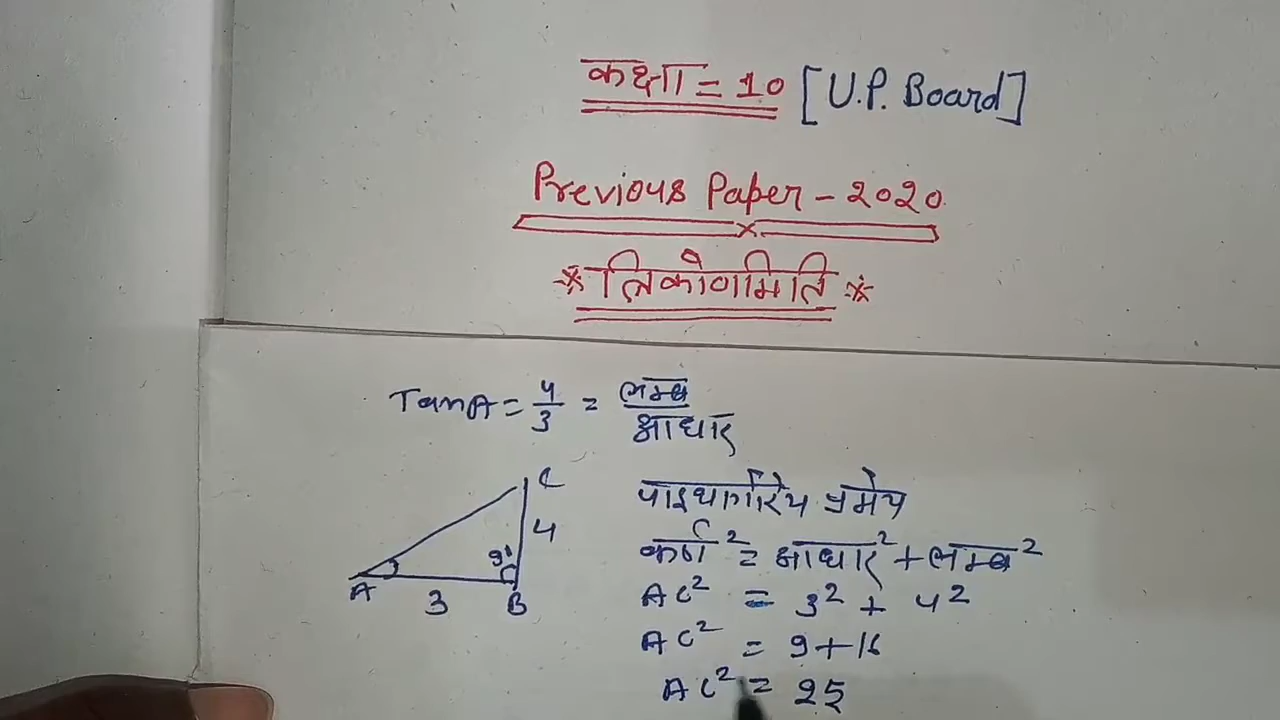 कक्षा = 10 [U.P. Board]
Previous Paper - 2020
* त्रिकोणमिति *
TanA = 4/3 = लम्ब/आधार
C
4
90°
A
3
B
पाइथागोरिय प्रमेय
कर्ण² = आधार² + लम्ब²
AC² = 3² + 4²
AC² = 9 + 16
AC² = 25